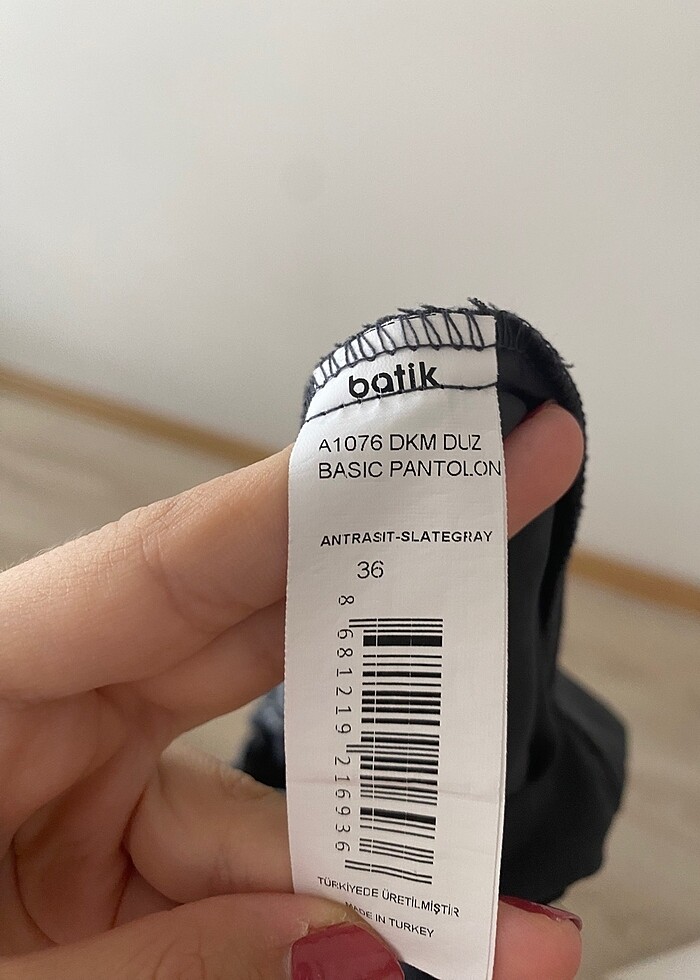 batik
A1076 DKM DUZ
BASIC PANTOLON
ANTRASIT-SLATEGRAY
36
8 681219 216936
TÜRKİYEDE ÜRETİLMİŞTİR
MADE IN TURKEY